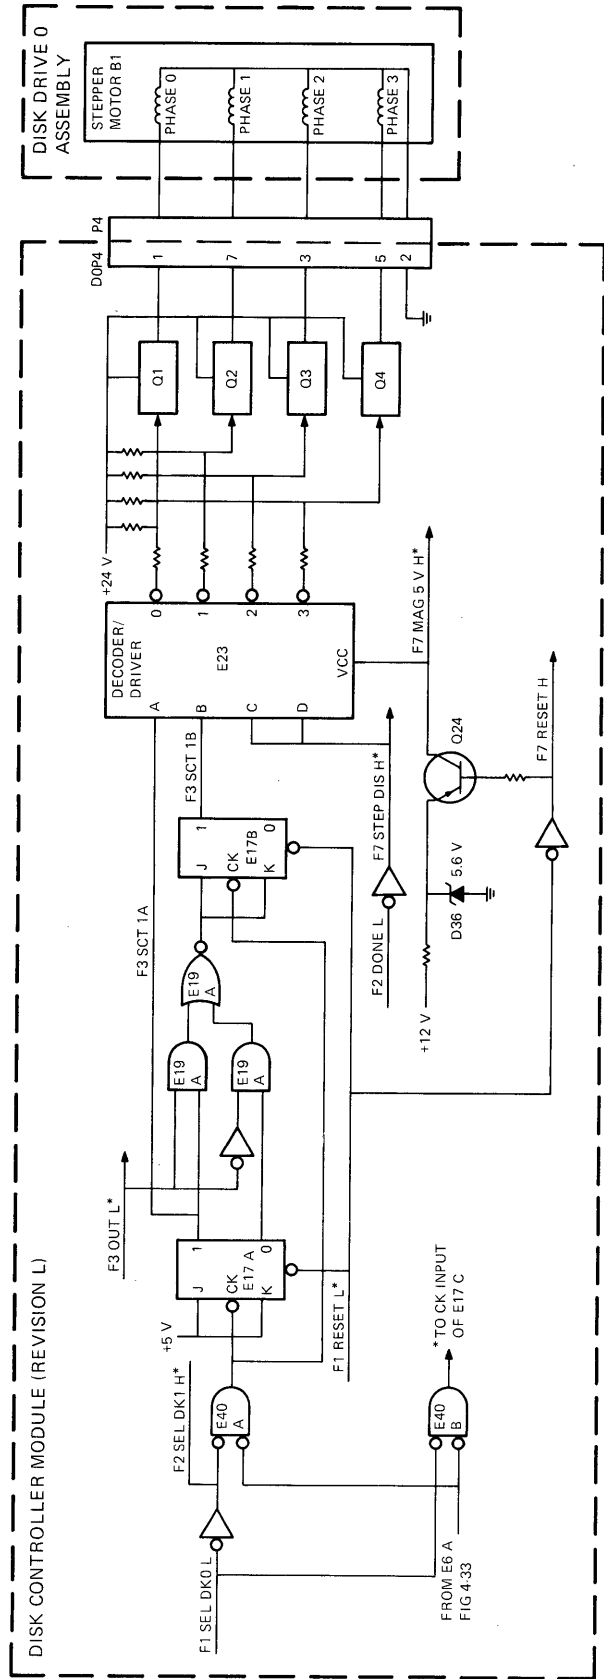 DISK CONTROLLER MODULE (REVISION L)
F1 SEL DK0 L
F2 SEL DK1 H*
E40
A
FROM E6 A
FIG 4-33
E40
B
*TO CK INPUT
OF E17 C
+5 V
J
1
CK
E17 A
K
0
F1 RESET L*
F3 OUT L*
E19
A
E19
A
E19
A
F3 SCT 1A
J
1
CK
E17B
K
0
F3 SCT 1B
F2 DONE L
F7 STEP DIS H*
+12 V
D36
5.6 V
Q24
F7 MAG 5 V H*
F7 RESET H
DECODER/
DRIVER
A
B
C
D
E23
VCC
0
1
2
3
+24 V
Q1
Q2
Q3
Q4
D0P4
P4
1
7
3
5
2
DISK DRIVE 0
ASSEMBLY
STEPPER
MOTOR B1
PHASE 0
PHASE 1
PHASE 2
PHASE 3